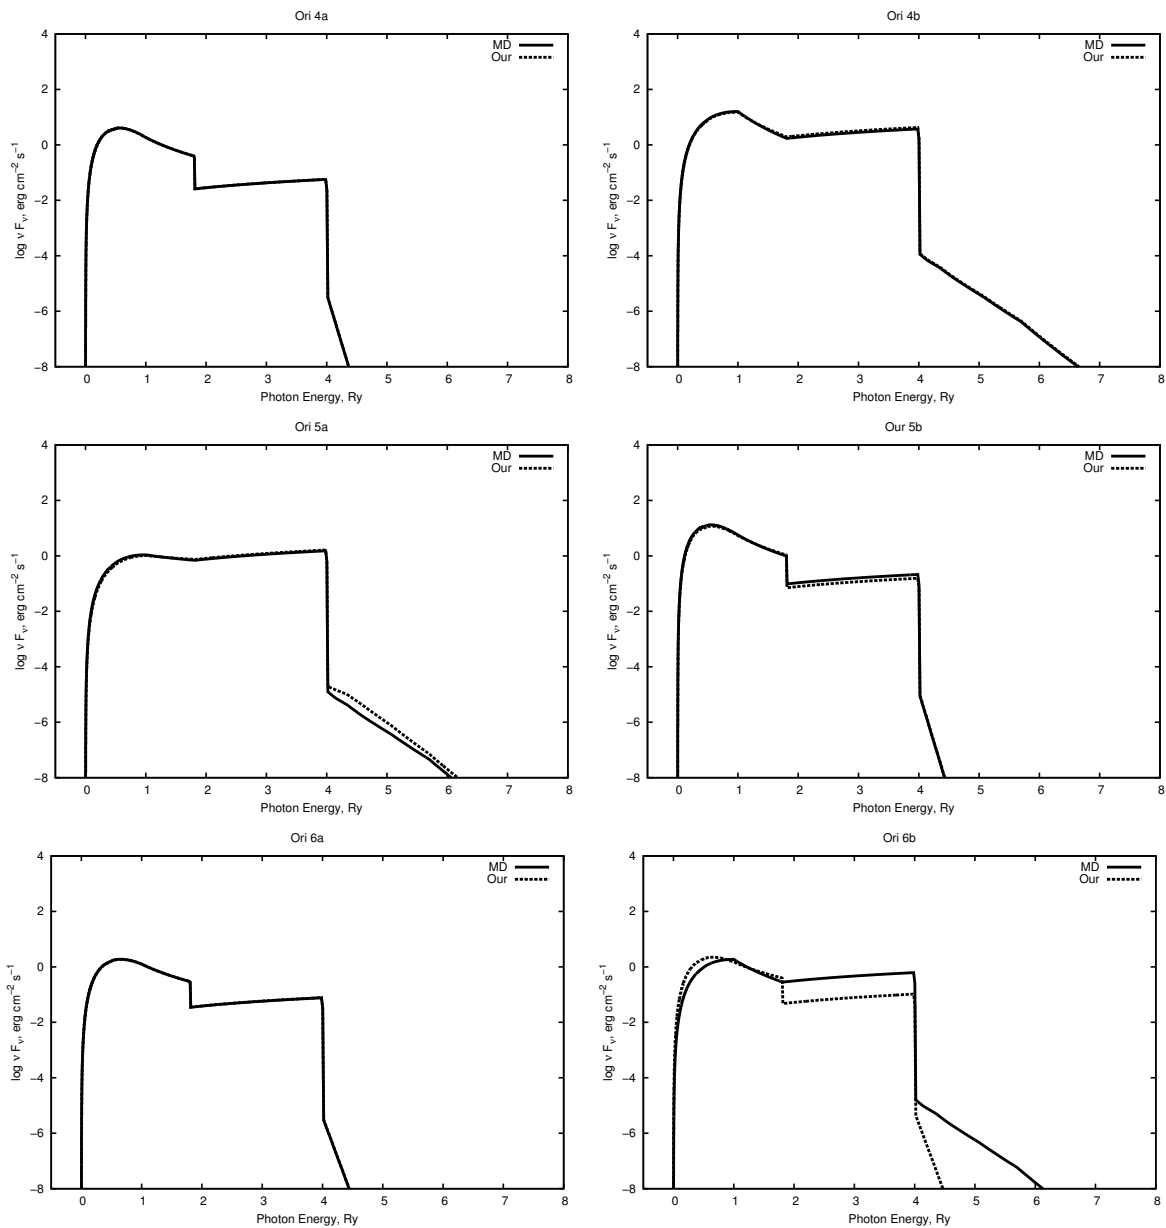 Ori 4a
4
2
0
−2
−4
−6
−8
0 1 2 3 4 5 6 7 8
log ν Fν, erg cm−2 s−1
Photon Energy, Ry
MD
Our
Ori 4b
4
2
0
−2
−4
−6
−8
0 1 2 3 4 5 6 7 8
log ν Fν, erg cm−2 s−1
Photon Energy, Ry
MD
Our
Ori 5a
4
2
0
−2
−4
−6
−8
0 1 2 3 4 5 6 7 8
log ν Fν, erg cm−2 s−1
Photon Energy, Ry
MD
Our
Our 5b
4
2
0
−2
−4
−6
−8
0 1 2 3 4 5 6 7 8
log ν Fν, erg cm−2 s−1
Photon Energy, Ry
MD
Our
Ori 6a
4
2
0
−2
−4
−6
−8
0 1 2 3 4 5 6 7 8
log ν Fν, erg cm−2 s−1
Photon Energy, Ry
MD
Our
Ori 6b
4
2
0
−2
−4
−6
−8
0 1 2 3 4 5 6 7 8
log ν Fν, erg cm−2 s−1
Photon Energy, Ry
MD
Our